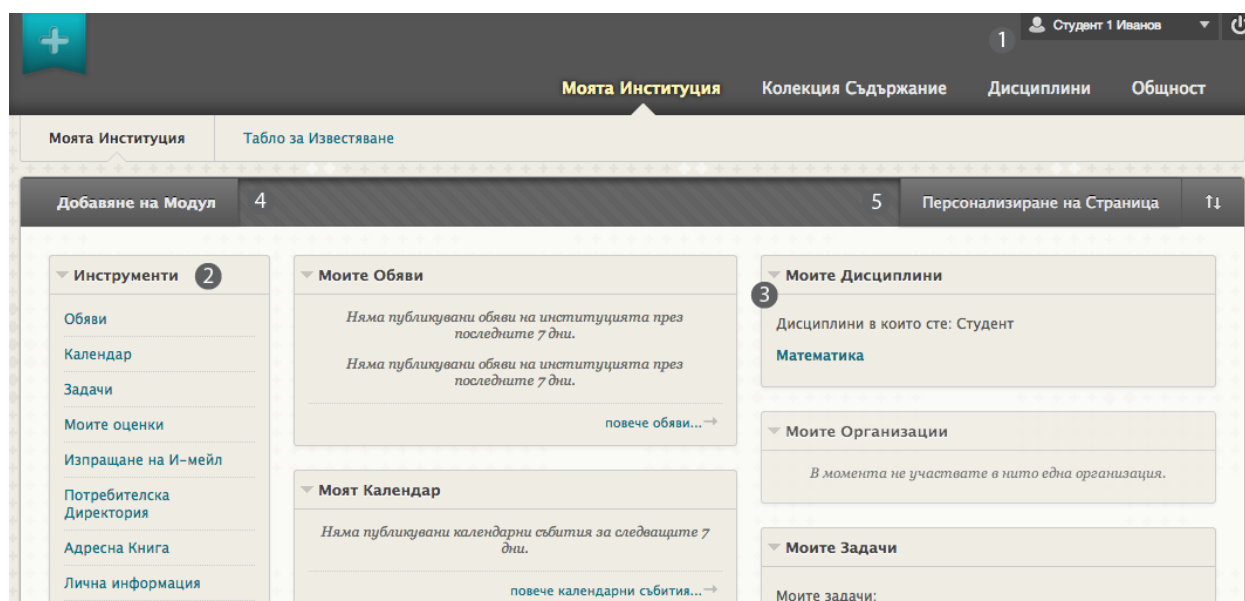 Студент 1 Иванов
1
Моята Институция
Колекция Съдържание
Дисциплини
Общност
Моята Институция
Табло за Известяване
Добавяне на Модул
4
5
Персонализиране на Страница
Инструменти
2
Обяви
Календар
Задачи
Моите оценки
Изпращане на И-мейл
Потребителска
Директория
Адресна Книга
Лична информация
Моите Обяви
Няма публикувани обяви на институцията през
последните 7 дни.
Няма публикувани обяви на институцията през
последните 7 дни.
повече обяви...→
Моят Календар
Няма публикувани календарни събития за следващите 7
дни.
повече календарни събития...→
Моите Дисциплини
3
Дисциплини в които сте: Студент
Математика
Моите Организации
В момента не участвате в нито една организация.
Моите Задачи
Моите задачи: